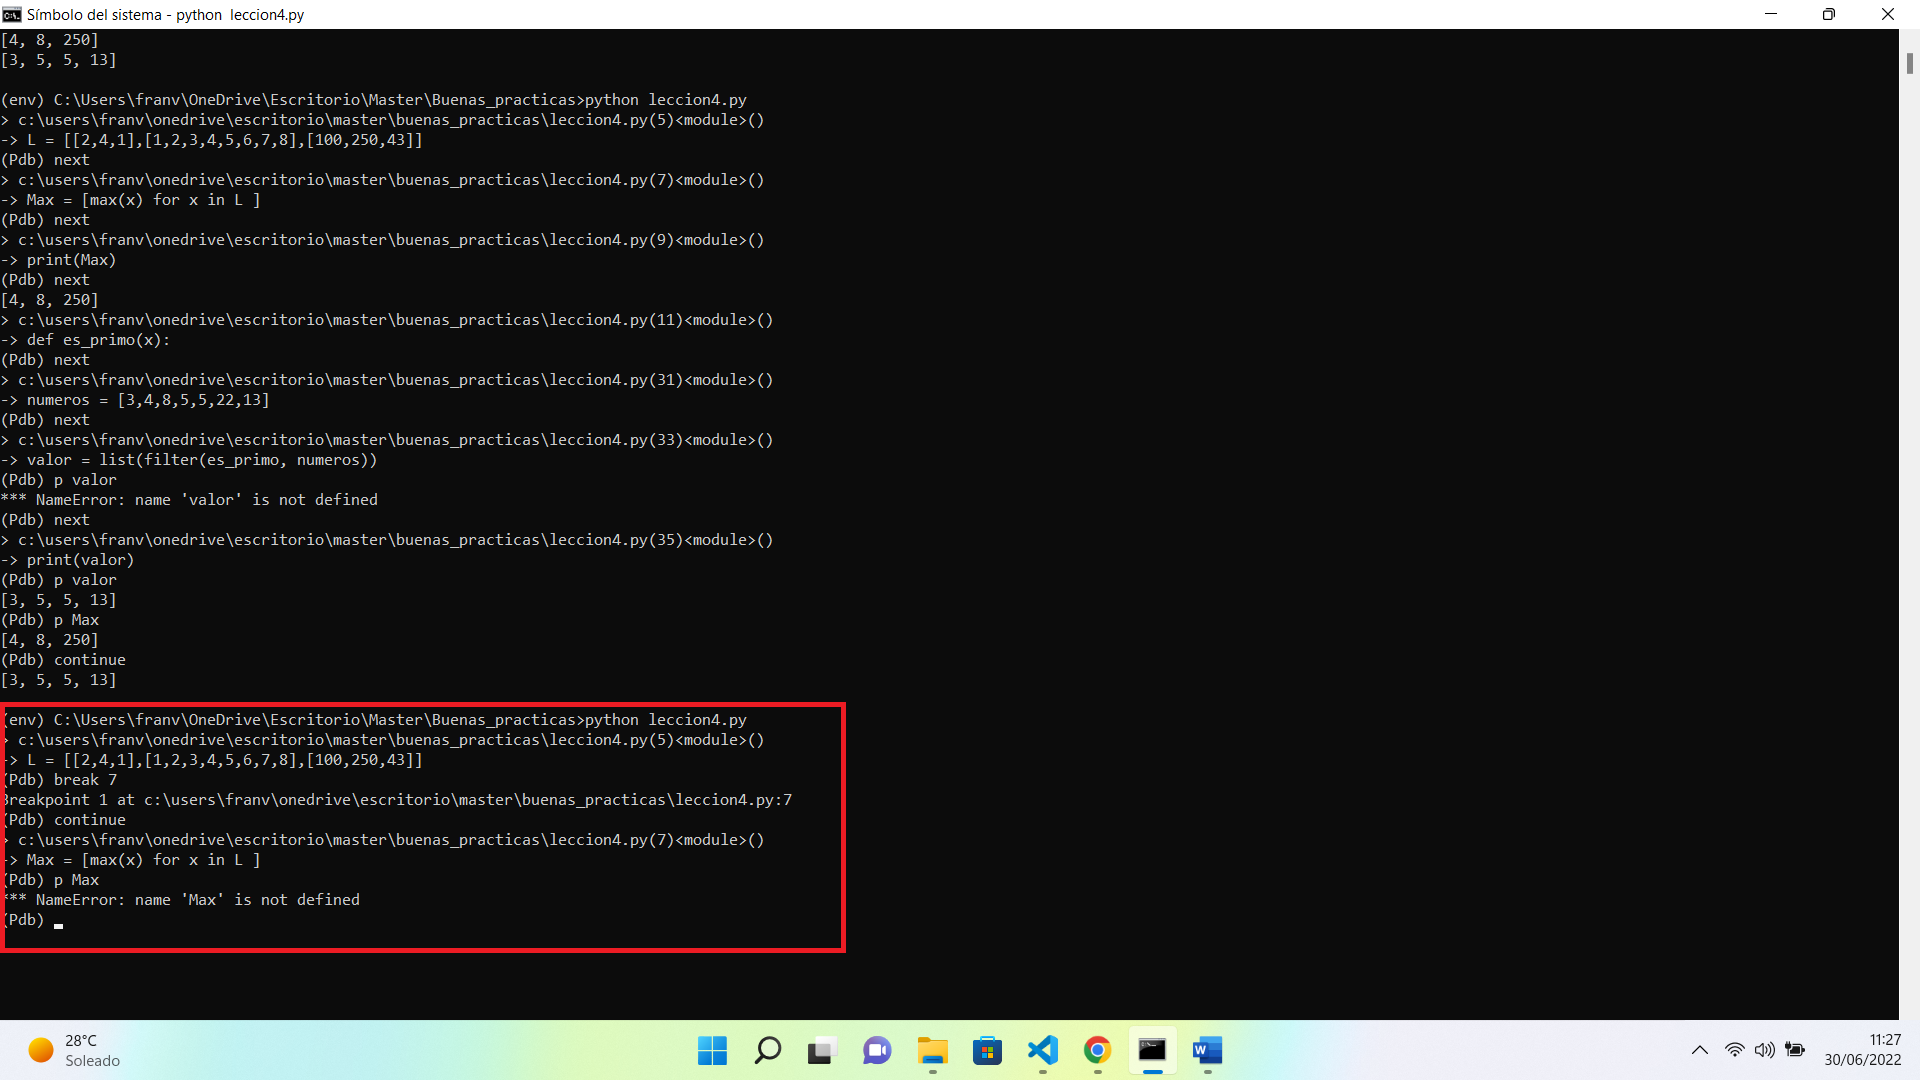 Símbolo del sistema - python  leccion4.py
[4, 8, 250]
[3, 5, 5, 13]
(env) C:\Users\franv\OneDrive\Escritorio\Master\Buenas_practicas>python leccion4.py
> c:\users\franv\onedrive\escritorio\master\buenas_practicas\leccion4.py(5)<module>()
-> L = [[2,4,1],[1,2,3,4,5,6,7,8],[100,250,43]]
(Pdb) next
> c:\users\franv\onedrive\escritorio\master\buenas_practicas\leccion4.py(7)<module>()
-> Max = [max(x) for x in L ]
(Pdb) next
> c:\users\franv\onedrive\escritorio\master\buenas_practicas\leccion4.py(9)<module>()
-> print(Max)
(Pdb) next
[4, 8, 250]
> c:\users\franv\onedrive\escritorio\master\buenas_practicas\leccion4.py(11)<module>()
-> def es_primo(x):
(Pdb) next
> c:\users\franv\onedrive\escritorio\master\buenas_practicas\leccion4.py(31)<module>()
-> numeros = [3,4,8,5,5,22,13]
(Pdb) next
> c:\users\franv\onedrive\escritorio\master\buenas_practicas\leccion4.py(33)<module>()
-> valor = list(filter(es_primo, numeros))
(Pdb) p valor
*** NameError: name 'valor' is not defined
(Pdb) next
> c:\users\franv\onedrive\escritorio\master\buenas_practicas\leccion4.py(35)<module>()
-> print(valor)
(Pdb) p valor
[3, 5, 5, 13]
(Pdb) p Max
[4, 8, 250]
(Pdb) continue
[3, 5, 5, 13]
(env) C:\Users\franv\OneDrive\Escritorio\Master\Buenas_practicas>python leccion4.py
> c:\users\franv\onedrive\escritorio\master\buenas_practicas\leccion4.py(5)<module>()
-> L = [[2,4,1],[1,2,3,4,5,6,7,8],[100,250,43]]
(Pdb) break 7
Breakpoint 1 at c:\users\franv\onedrive\escritorio\master\buenas_practicas\leccion4.py:7
(Pdb) continue
> c:\users\franv\onedrive\escritorio\master\buenas_practicas\leccion4.py(7)<module>()
-> Max = [max(x) for x in L ]
(Pdb) p Max
*** NameError: name 'Max' is not defined
(Pdb)
28°C
Soleado
11:27
30/06/2022